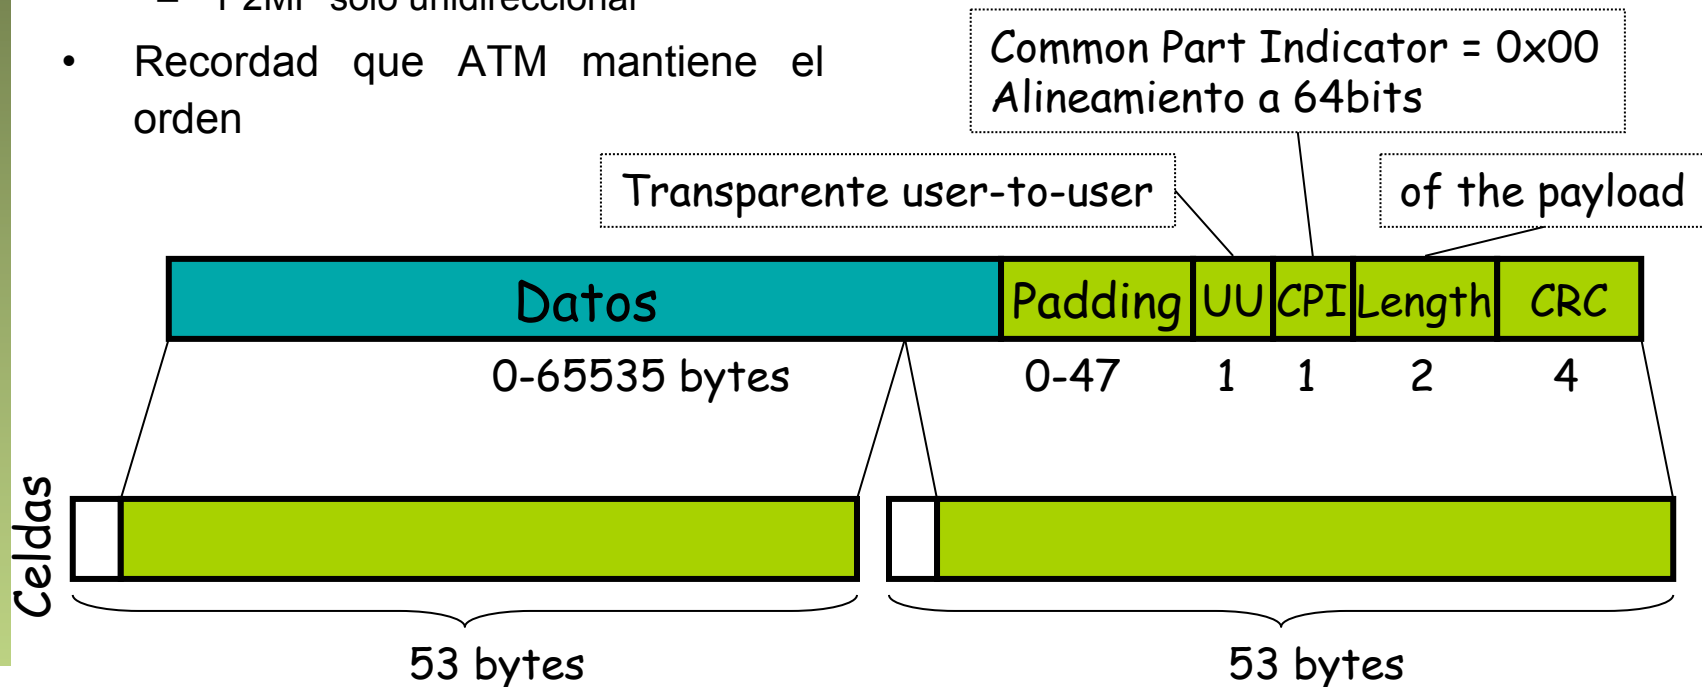 solo unidireccional
• Recordad que ATM mantiene el
orden
Common Part Indicator = 0x00
Alineamiento a 64bits
Transparente user-to-user
of the payload
Datos
Padding
UU
CPI
Length
CRC
0-65535 bytes
0-47
1
1
2
4
Celdas
53 bytes
53 bytes